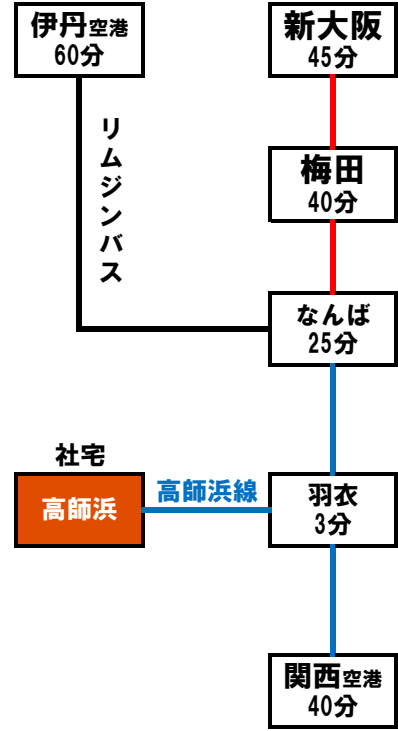 伊丹空港
60分
新大阪
45分
リムジンバス
梅田
40分
なんば
25分
社宅
高師浜
高師浜線
羽衣
3分
関西空港
40分